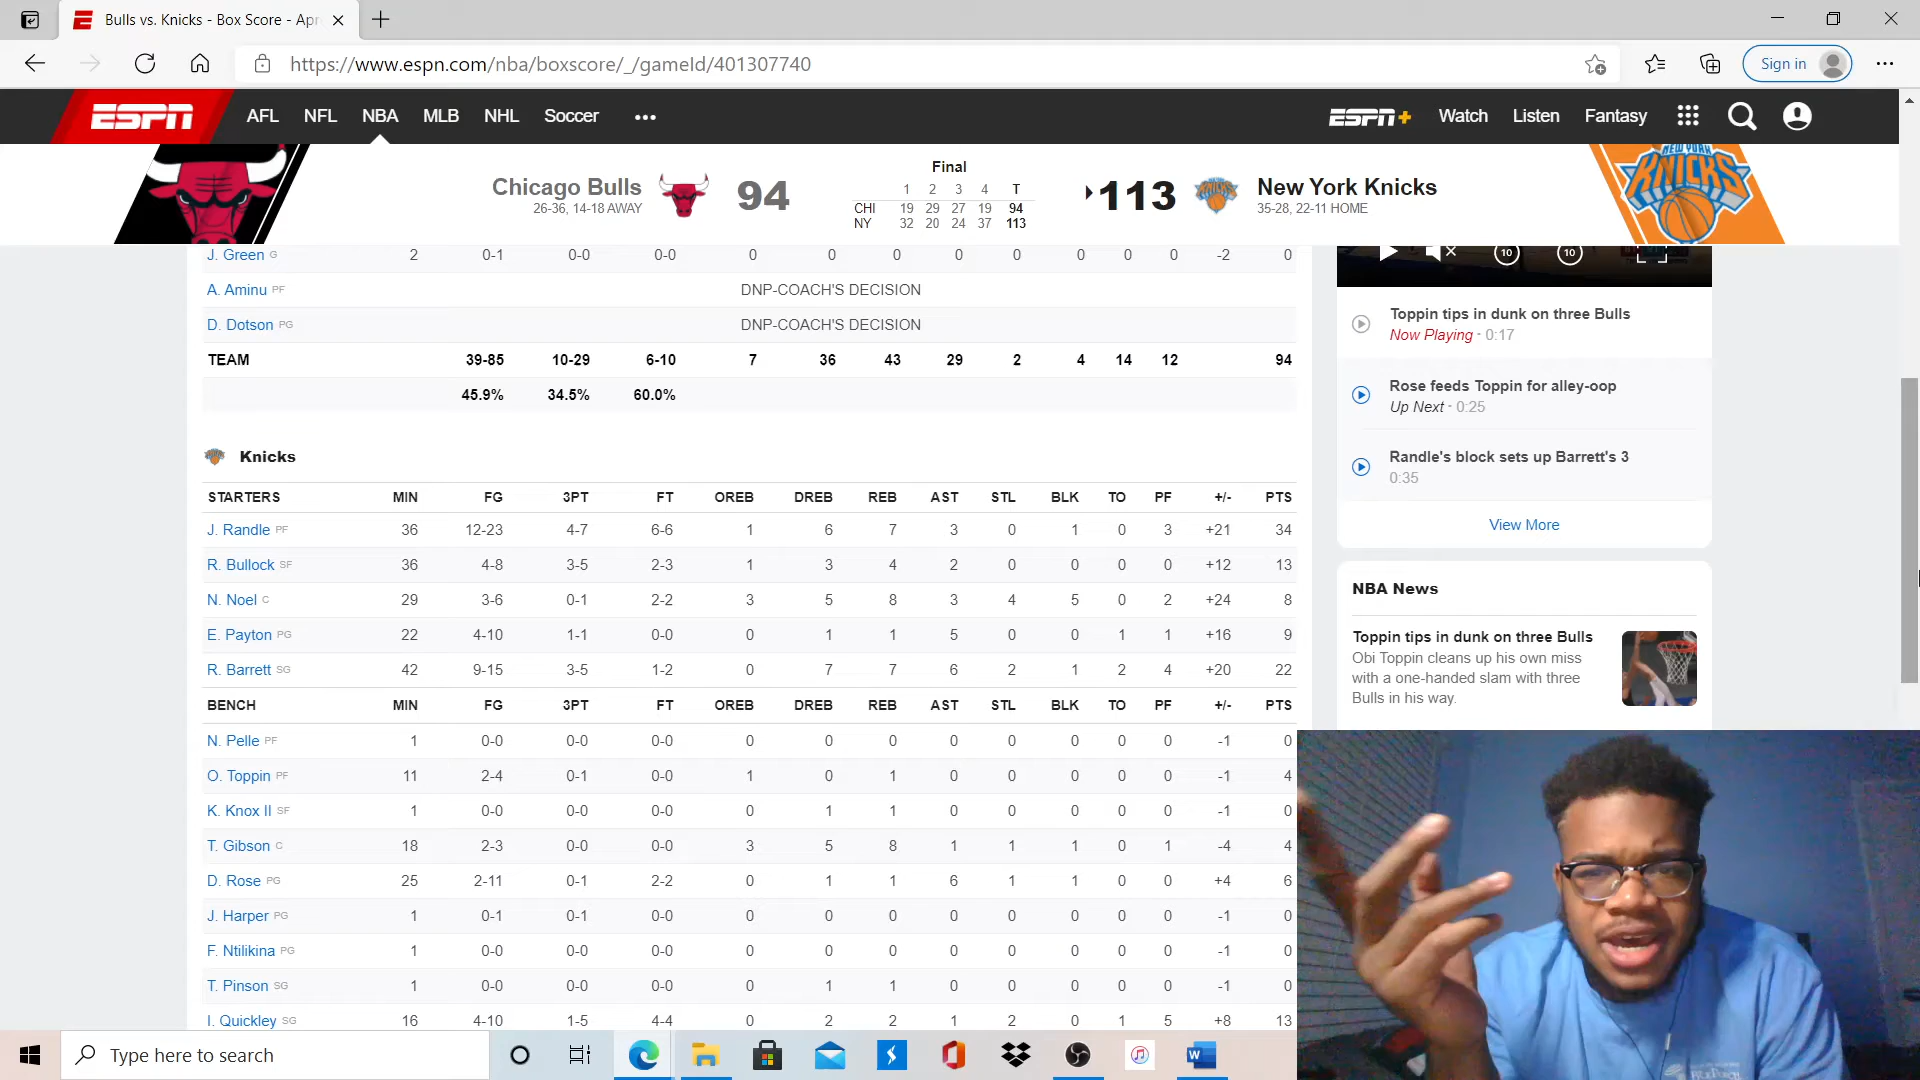 Bulls vs. Knicks - Box Score - Apr
https://www.espn.com/nba/boxscore/_/gameId/401307740
Sign in
ESPN AFL NFL NBA MLB NHL Soccer ESPN+ Watch Listen Fantasy
Chicago Bulls
26-36, 14-18 AWAY
94
Final
1 2 3 4 T
CHI 19 29 27 19 94
NY 32 20 24 37 113
113
New York Knicks
35-28, 22-11 HOME
NEW YORK KNICKS
J. Green G 2 0-1 0-0 0-0 0 0 0 0 0 0 0 0 -2 0
A. Aminu PF DNP-COACH'S DECISION
D. Dotson PG DNP-COACH'S DECISION
TEAM 39-85 10-29 6-10 7 36 43 29 2 4 14 12 94
45.9% 34.5% 60.0%
Knicks
STARTERS MIN FG 3PT FT OREB DREB REB AST STL BLK TO PF +/- PTS
J. Randle PF 36 12-23 4-7 6-6 1 6 7 3 0 1 0 3 +21 34
R. Bullock SF 36 4-8 3-5 2-3 1 3 4 2 0 0 0 0 +12 13
N. Noel C 29 3-6 0-1 2-2 3 5 8 3 4 5 0 2 +24 8
E. Payton PG 22 4-10 1-1 0-0 0 1 1 5 0 0 1 1 +16 9
R. Barrett SG 42 9-15 3-5 1-2 0 7 7 6 2 1 2 4 +20 22
BENCH MIN FG 3PT FT OREB DREB REB AST STL BLK TO PF +/- PTS
N. Pelle PF 1 0-0 0-0 0-0 0 0 0 0 0 0 0 0 -1 0
O. Toppin PF 11 2-4 0-1 0-0 1 0 1 0 0 0 0 0 -1 4
K. Knox II SF 1 0-0 0-0 0-0 0 1 1 0 0 0 0 0 -1 0
T. Gibson C 18 2-3 0-0 0-0 3 5 8 1 1 1 0 1 -4 4
D. Rose PG 25 2-11 0-1 2-2 0 1 1 6 1 1 0 0 +4 6
J. Harper PG 1 0-1 0-1 0-0 0 0 0 0 0 0 0 0 -1 0
F. Ntilikina PG 1 0-0 0-0 0-0 0 0 0 0 0 0 0 0 -1 0
T. Pinson SG 1 0-0 0-0 0-0 0 1 1 0 0 0 0 0 -1 0
I. Quickley SG 16 4-10 1-5 4-4 0 2 2 1 2 0 1 5 +8 13
10 10
Toppin tips in dunk on three Bulls
Now Playing - 0:17
Rose feeds Toppin for alley-oop
Up Next - 0:25
Randle's block sets up Barrett's 3
0:35
View More
NBA News
Toppin tips in dunk on three Bulls
Obi Toppin cleans up his own miss
with a one-handed slam with three
Bulls in his way.
Type here to search
W